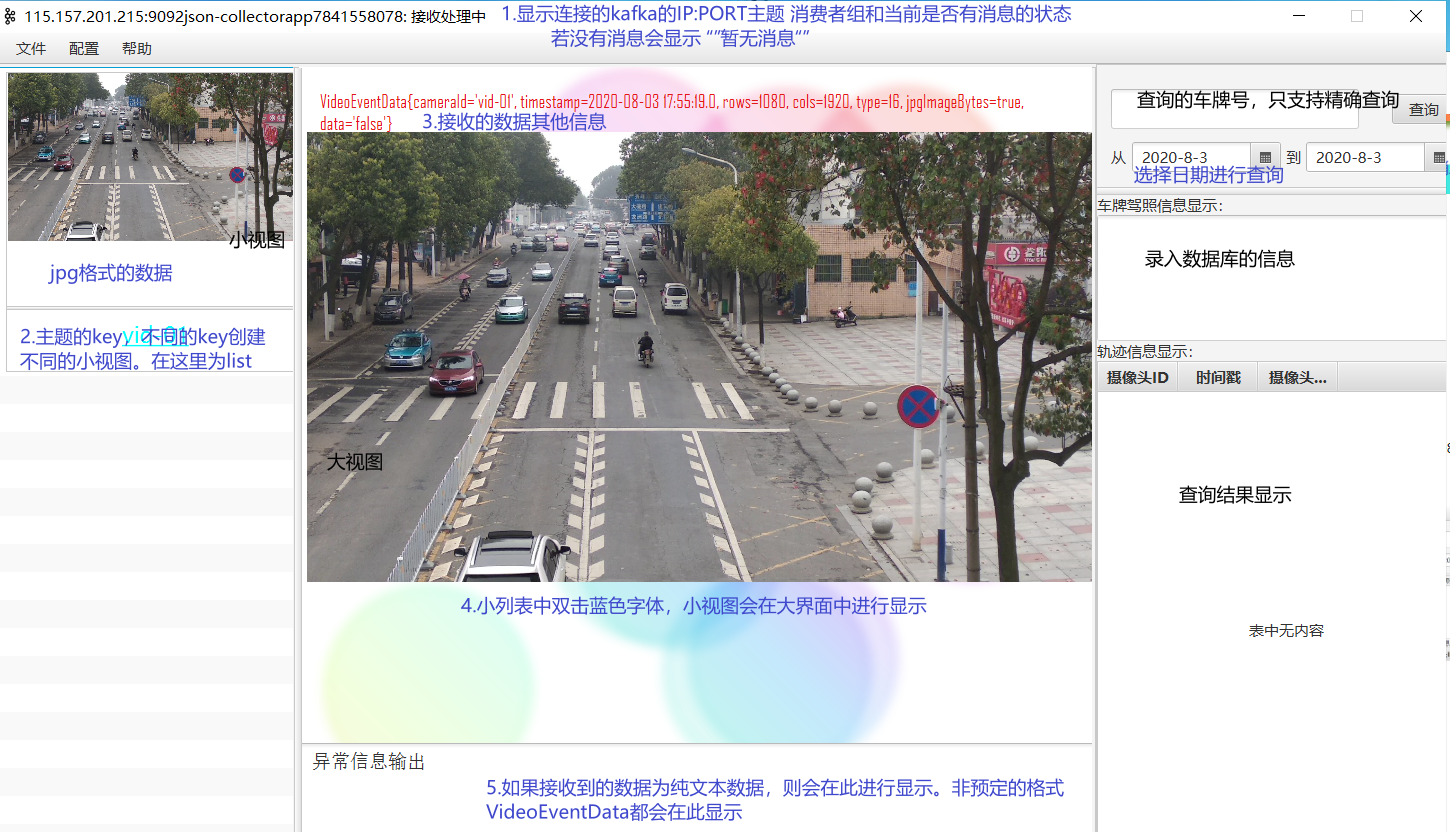 115.157.201.215:9092json-collectorapp7841558078: 接收处理中
1.显示连接的kafka的IP:PORT主题 消费者组和当前是否有消息的状态
若没有消息会显示 “”暂无消息“”
文件 配置 帮助
小视图
jpg格式的数据
2.主题的key,不同的key创建
不同的小视图。在这里为list
VideoEventData{cameraId='vid-01', timestamp=2020-08-03 17:55:19.0, rows=1080, cols=1920, type=16, jpgImageBytes=true,
data='false'}
3.接收的数据其他信息
大视图
4.小列表中双击蓝色字体，小视图会在大界面中进行显示
异常信息输出
5.如果接收到的数据为纯文本数据，则会在此进行显示。非预定的格式
VideoEventData都会在此显示
查询的车牌号，只支持精确查询
查询
从 2020-8-3 到 2020-8-3
选择日期进行查询
车牌驾照信息显示:
录入数据库的信息
轨迹信息显示:
摄像头ID 时间戳 摄像头...
查询结果显示
表中无内容